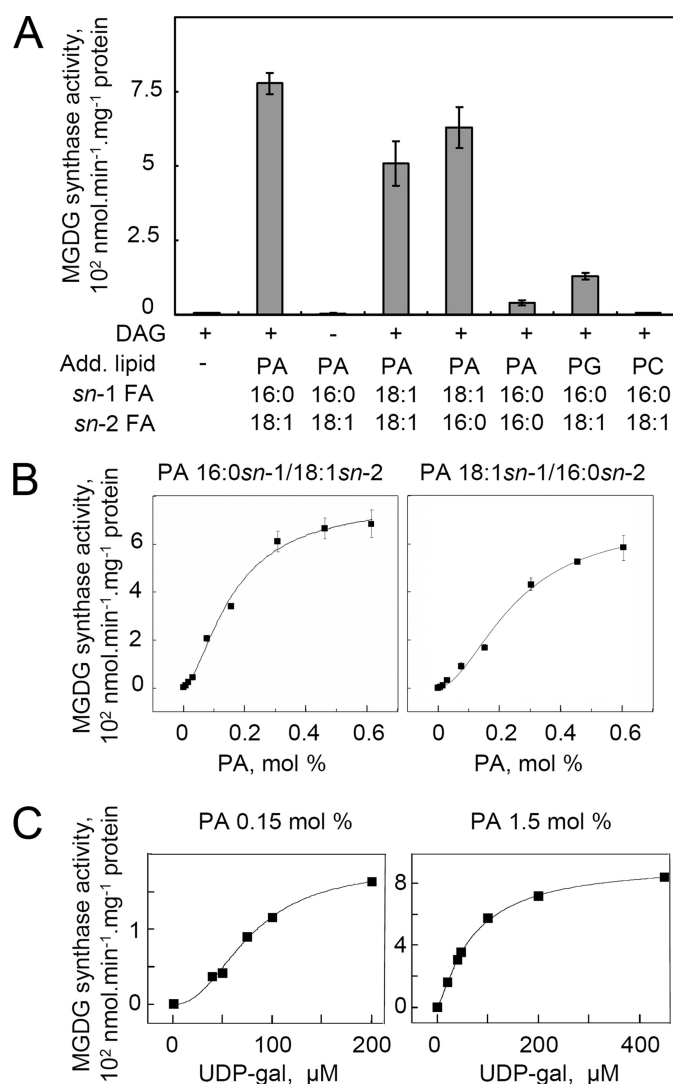 A
MGDG synthase activity,
10² nmol.min⁻¹.mg⁻¹ protein
7.5
5
2.5
0
DAG + + - + + + + +
Add. lipid - PA PA PA PA PA PG PC
sn-1 FA 16:0 16:0 18:1 18:1 16:0 16:0 16:0
sn-2 FA 18:1 18:1 18:1 16:0 16:0 18:1 18:1
B
PA 16:0sn-1/18:1sn-2
PA 18:1sn-1/16:0sn-2
MGDG synthase activity,
10² nmol.min⁻¹.mg⁻¹ protein
6
4
2
0
0 0.2 0.4 0.6
0 0.2 0.4 0.6
PA, mol %
PA, mol %
C
PA 0.15 mol %
PA 1.5 mol %
MGDG synthase activity,
10² nmol.min⁻¹.mg⁻¹ protein
1
0
8
4
0
0 100 200
0 200 400
UDP-gal, µM
UDP-gal, µM